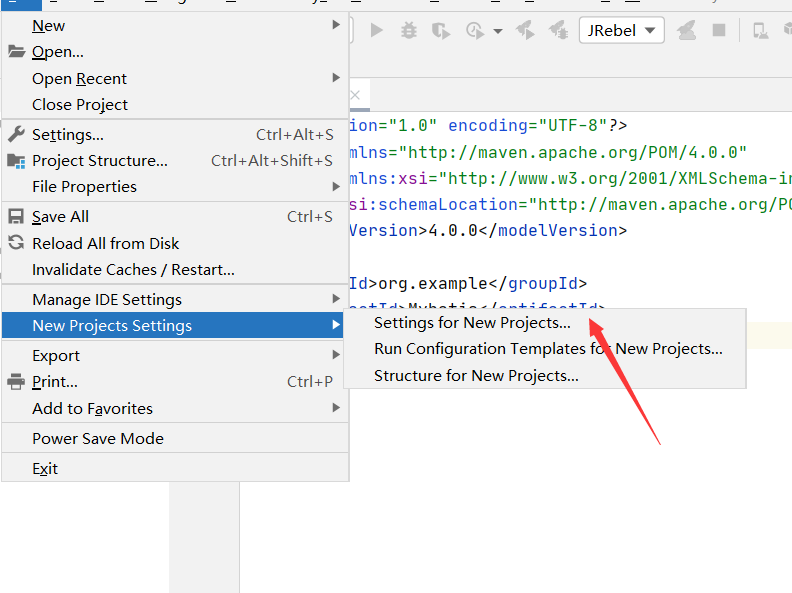 New
Open...
Open Recent
Close Project
Settings... Ctrl+Alt+S
Project Structure... Ctrl+Alt+Shift+S
File Properties
Save All Ctrl+S
Reload All from Disk
Invalidate Caches / Restart...
Manage IDE Settings
New Projects Settings
Export
Print... Ctrl+P
Add to Favorites
Power Save Mode
Exit
Settings for New Projects...
Run Configuration Templates for New Projects...
Structure for New Projects...
JRebel
ion="1.0" encoding="UTF-8"?>
mlns="http://maven.apache.org/POM/4.0.0"
mlns:xsi="http://www.w3.org/2001/XMLSchema-in
si:schemaLocation="http://maven.apache.org/PO
Version>4.0.0</modelVersion>
Id>org.example</groupId>
ctId>Mybatis</artifactId>